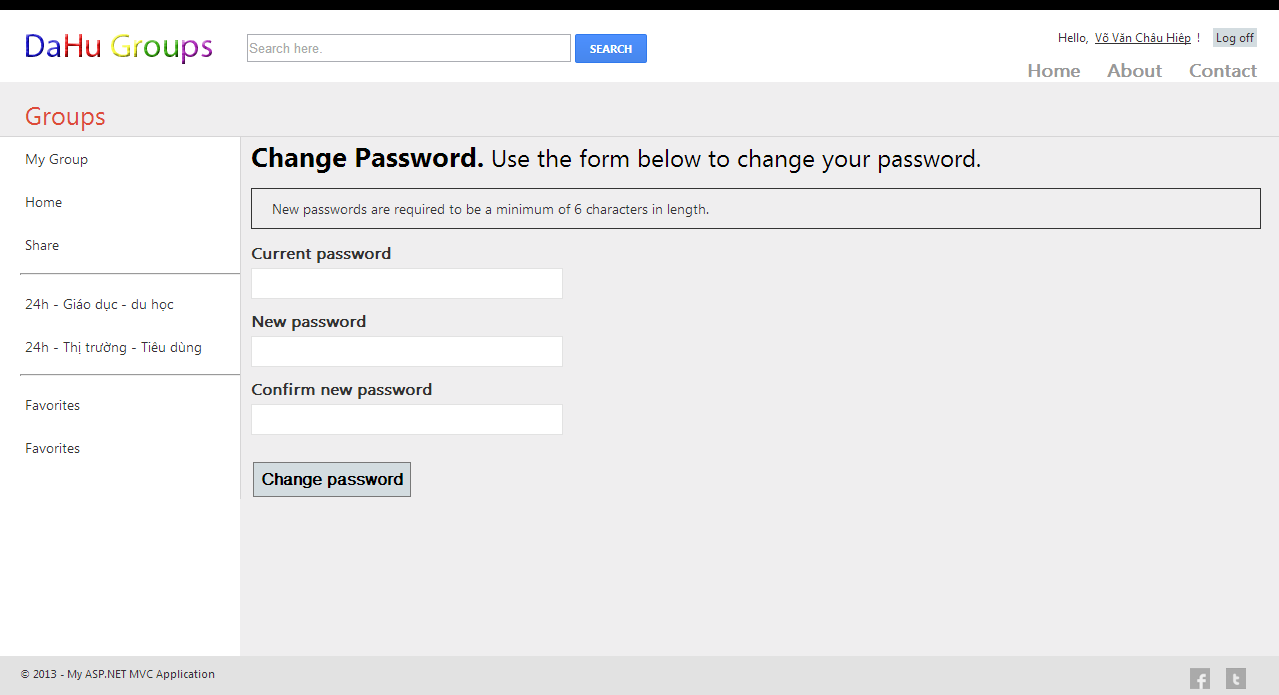 DaHu Groups
Search here.
SEARCH
Hello, Võ Văn Cháu Hiệp !
Log off
Home About Contact
Groups
My Group
Home
Share
24h - Giáo dục - du học
24h - Thị trường - Tiêu dùng
Favorites
Favorites
Change Password. Use the form below to change your password.
New passwords are required to be a minimum of 6 characters in length.
Current password
New password
Confirm new password
Change password
© 2013 - My ASP.NET MVC Application